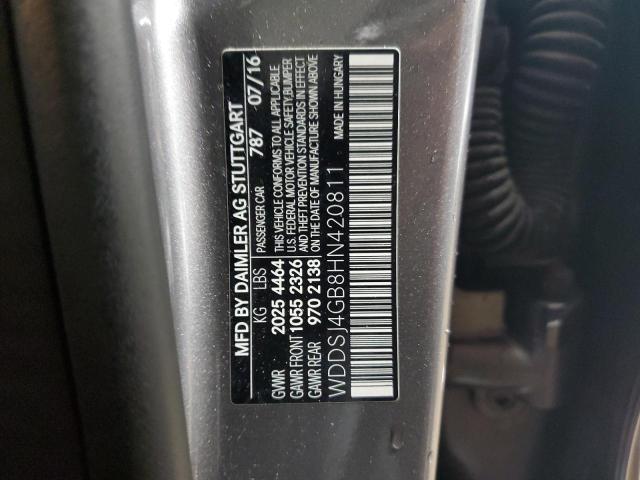 MFD BY DAIMLER AG STUTTGART
PASSENGER CAR 787 07/16
KG LBS
GVWR 2025 4464
GAWR FRONT 1055 2326
GAWR REAR 970 2138
THIS VEHICLE CONFORMS TO ALL APPLICABLE
U.S. FEDERAL MOTOR VEHICLE SAFETY, BUMPER
AND THEFT PREVENTION STANDARDS IN EFFECT
ON THE DATE OF MANUFACTURE SHOWN ABOVE
MADE IN HUNGARY
WDDSJ4GB8HN420811